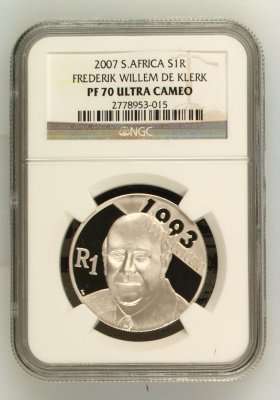 2007 S.AFRICA S1R
FREDERIK WILLEM DE KLERK
PF 70 ULTRA CAMEO
2778953-015
NGC
1993
R1